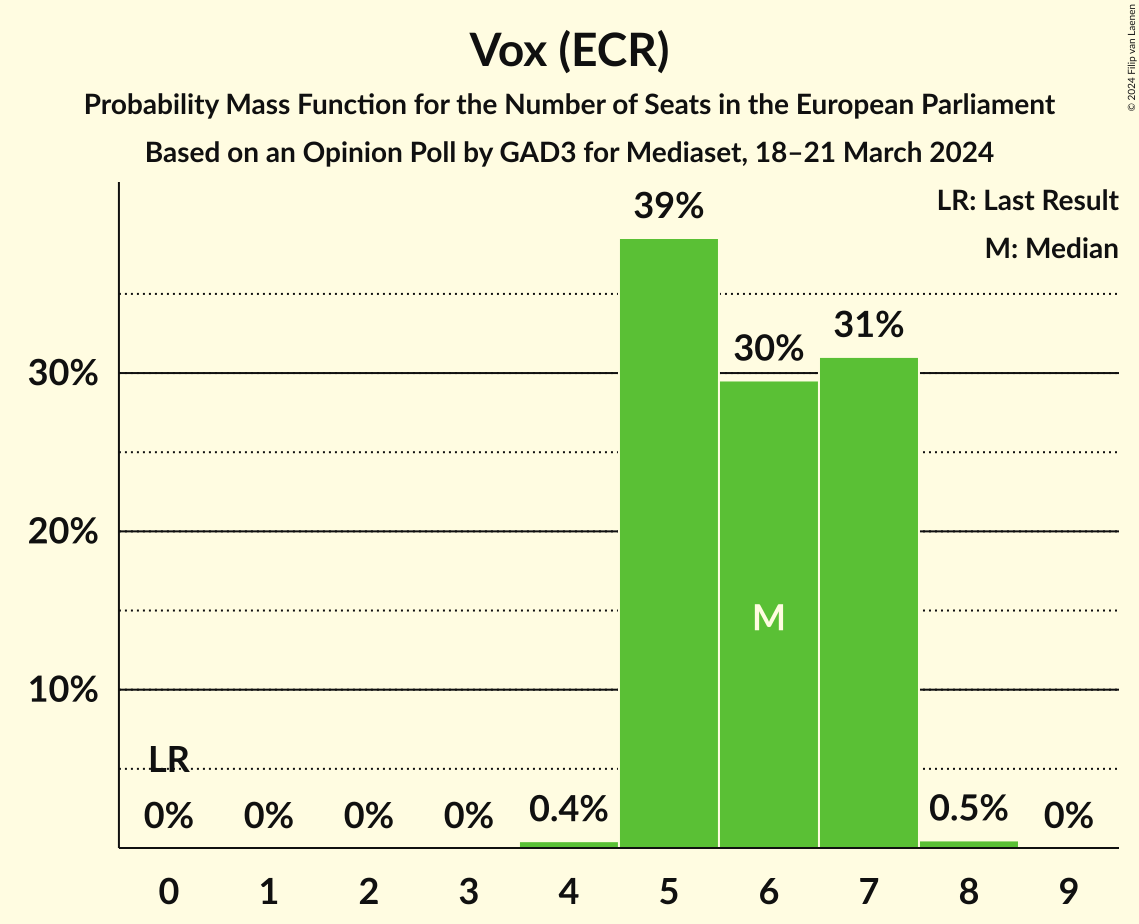 Vox (ECR)
Probability Mass Function for the Number of Seats in the European Parliament
Based on an Opinion Poll by GAD3 for Mediaset, 18–21 March 2024
© 2024 Filip van Laenen
LR: Last Result
M: Median
39%
31%
30%
30%
20%
M
10%
LR
0% 0% 0% 0% 0.4% 0.5% 0%
0 1 2 3 4 5 6 7 8 9